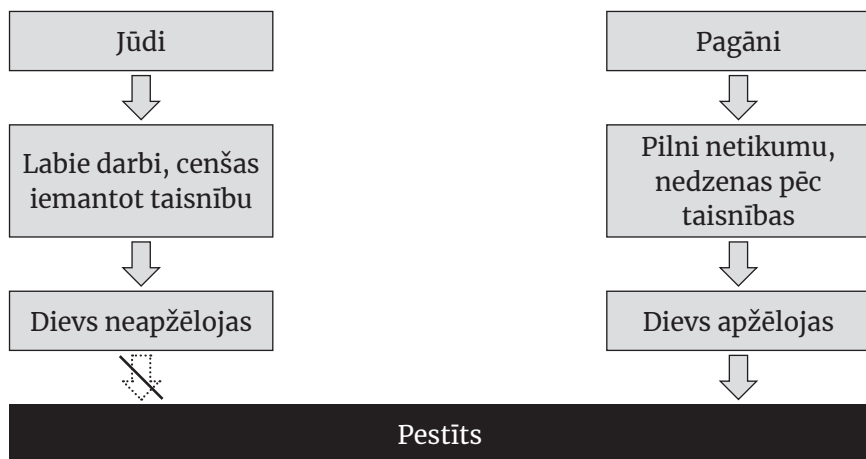 Jūdi
Labie darbi, cenšas
iemantot taisnību
Dievs neapžēlojas
Pagāni
Pilni netikumu,
nedzenas pēc
taisnības
Dievs apžēlojas
Pestīts